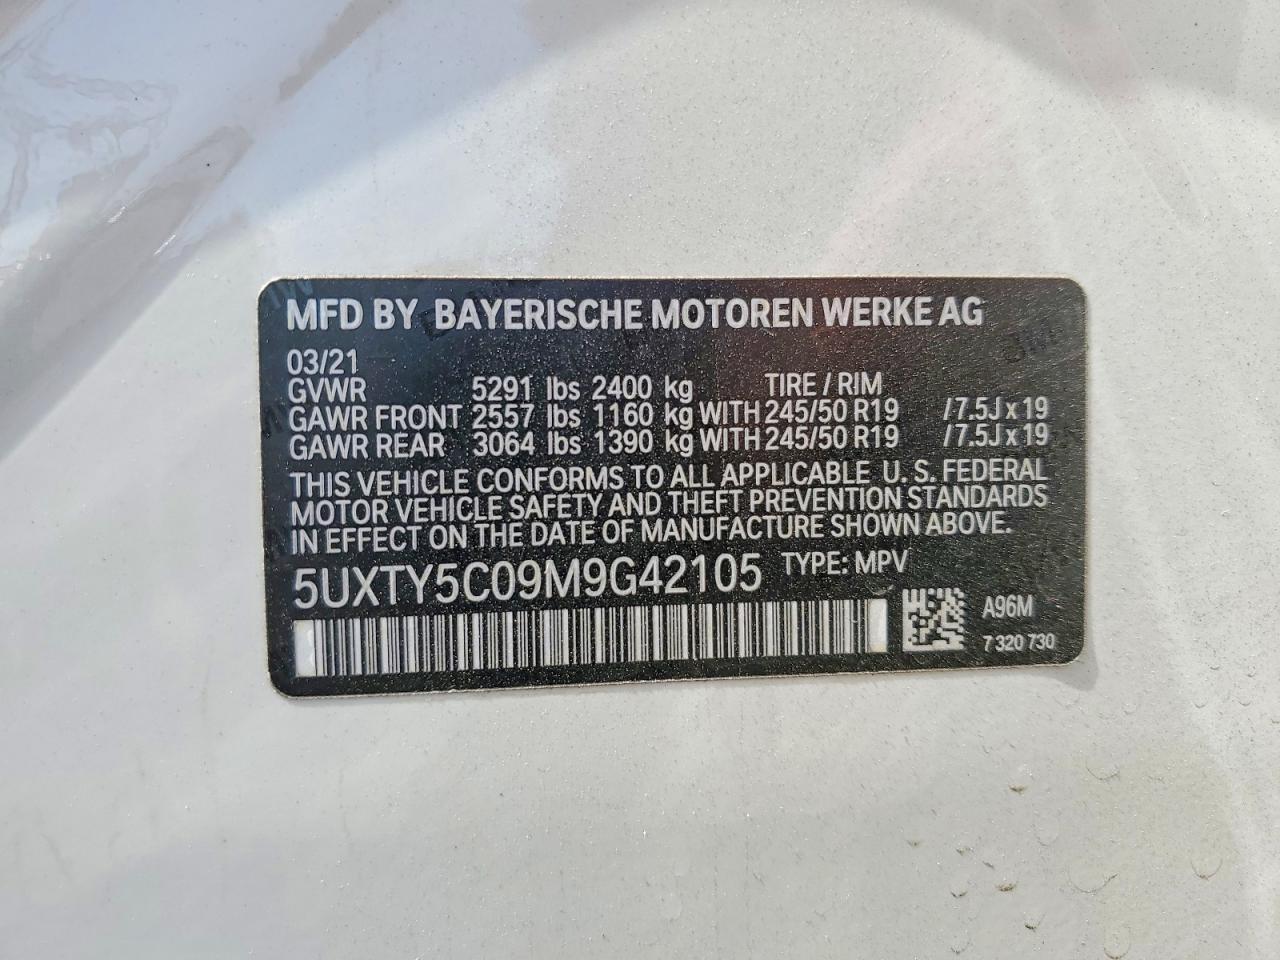 MFD BY BAYERISCHE MOTOREN WERKE AG
03/21
GVWR 5291 lbs 2400 kg TIRE / RIM
GAWR FRONT 2557 lbs 1160 kg WITH 245/50 R19 /7.5J x 19
GAWR REAR 3064 lbs 1390 kg WITH 245/50 R19 /7.5J x 19
THIS VEHICLE CONFORMS TO ALL APPLICABLE U. S. FEDERAL
MOTOR VEHICLE SAFETY AND THEFT PREVENTION STANDARDS
IN EFFECT ON THE DATE OF MANUFACTURE SHOWN ABOVE.
5UXTY5C09M9G42105 TYPE: MPV
A96M
7 320 730